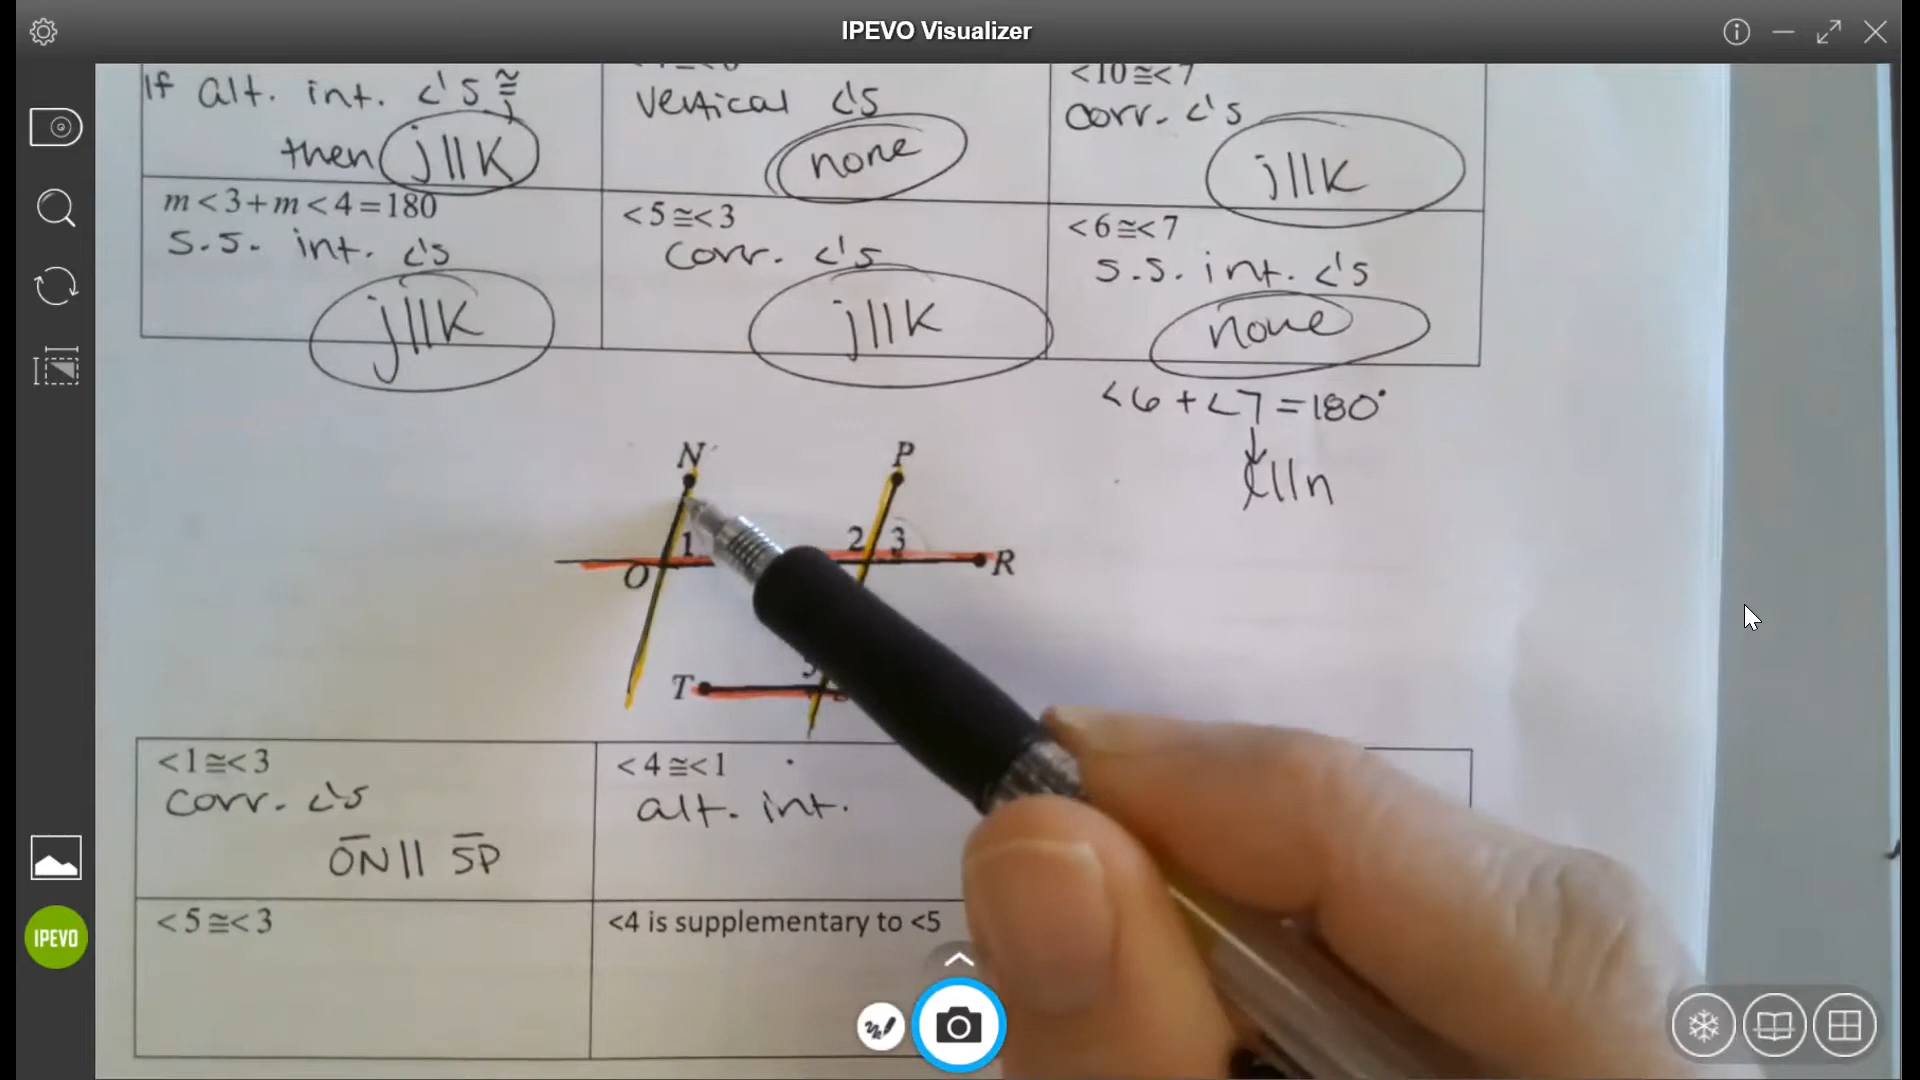 IPEVO Visualizer
If alt. int. <'s ≅
then j||k
vertical <'s
none
<10≅<7
corr. <'s
j||k
m<3+m<4=180
s.s. int. <'s
j||k
<5≅<3
corr. <'s
j||k
<6≅<7
s.s. int. <'s
none
<6+<7=180°
ℓ||n
N
P
1
2
3
O
R
T
<1≅<3
corr. <'s
ON|| SP
<4≅<1
alt. int.
<5≅<3
<4 is supplementary to <5
IPEVO